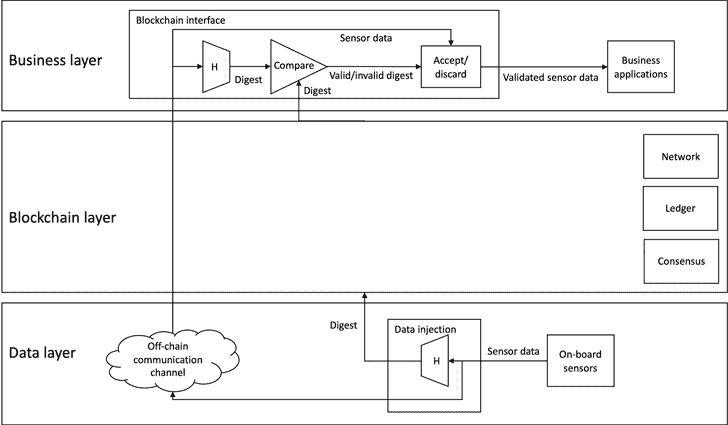 Blockchain interface
Sensor data
Business layer
H
Compare
Accept/
discard
Business
applications
Digest
Valid/invalid digest
Validated sensor data
Digest
Network
Blockchain layer
Ledger
Consensus
Digest
Data injection
Data layer
Off-chain
communication
channel
H
Sensor data
On-board
sensors